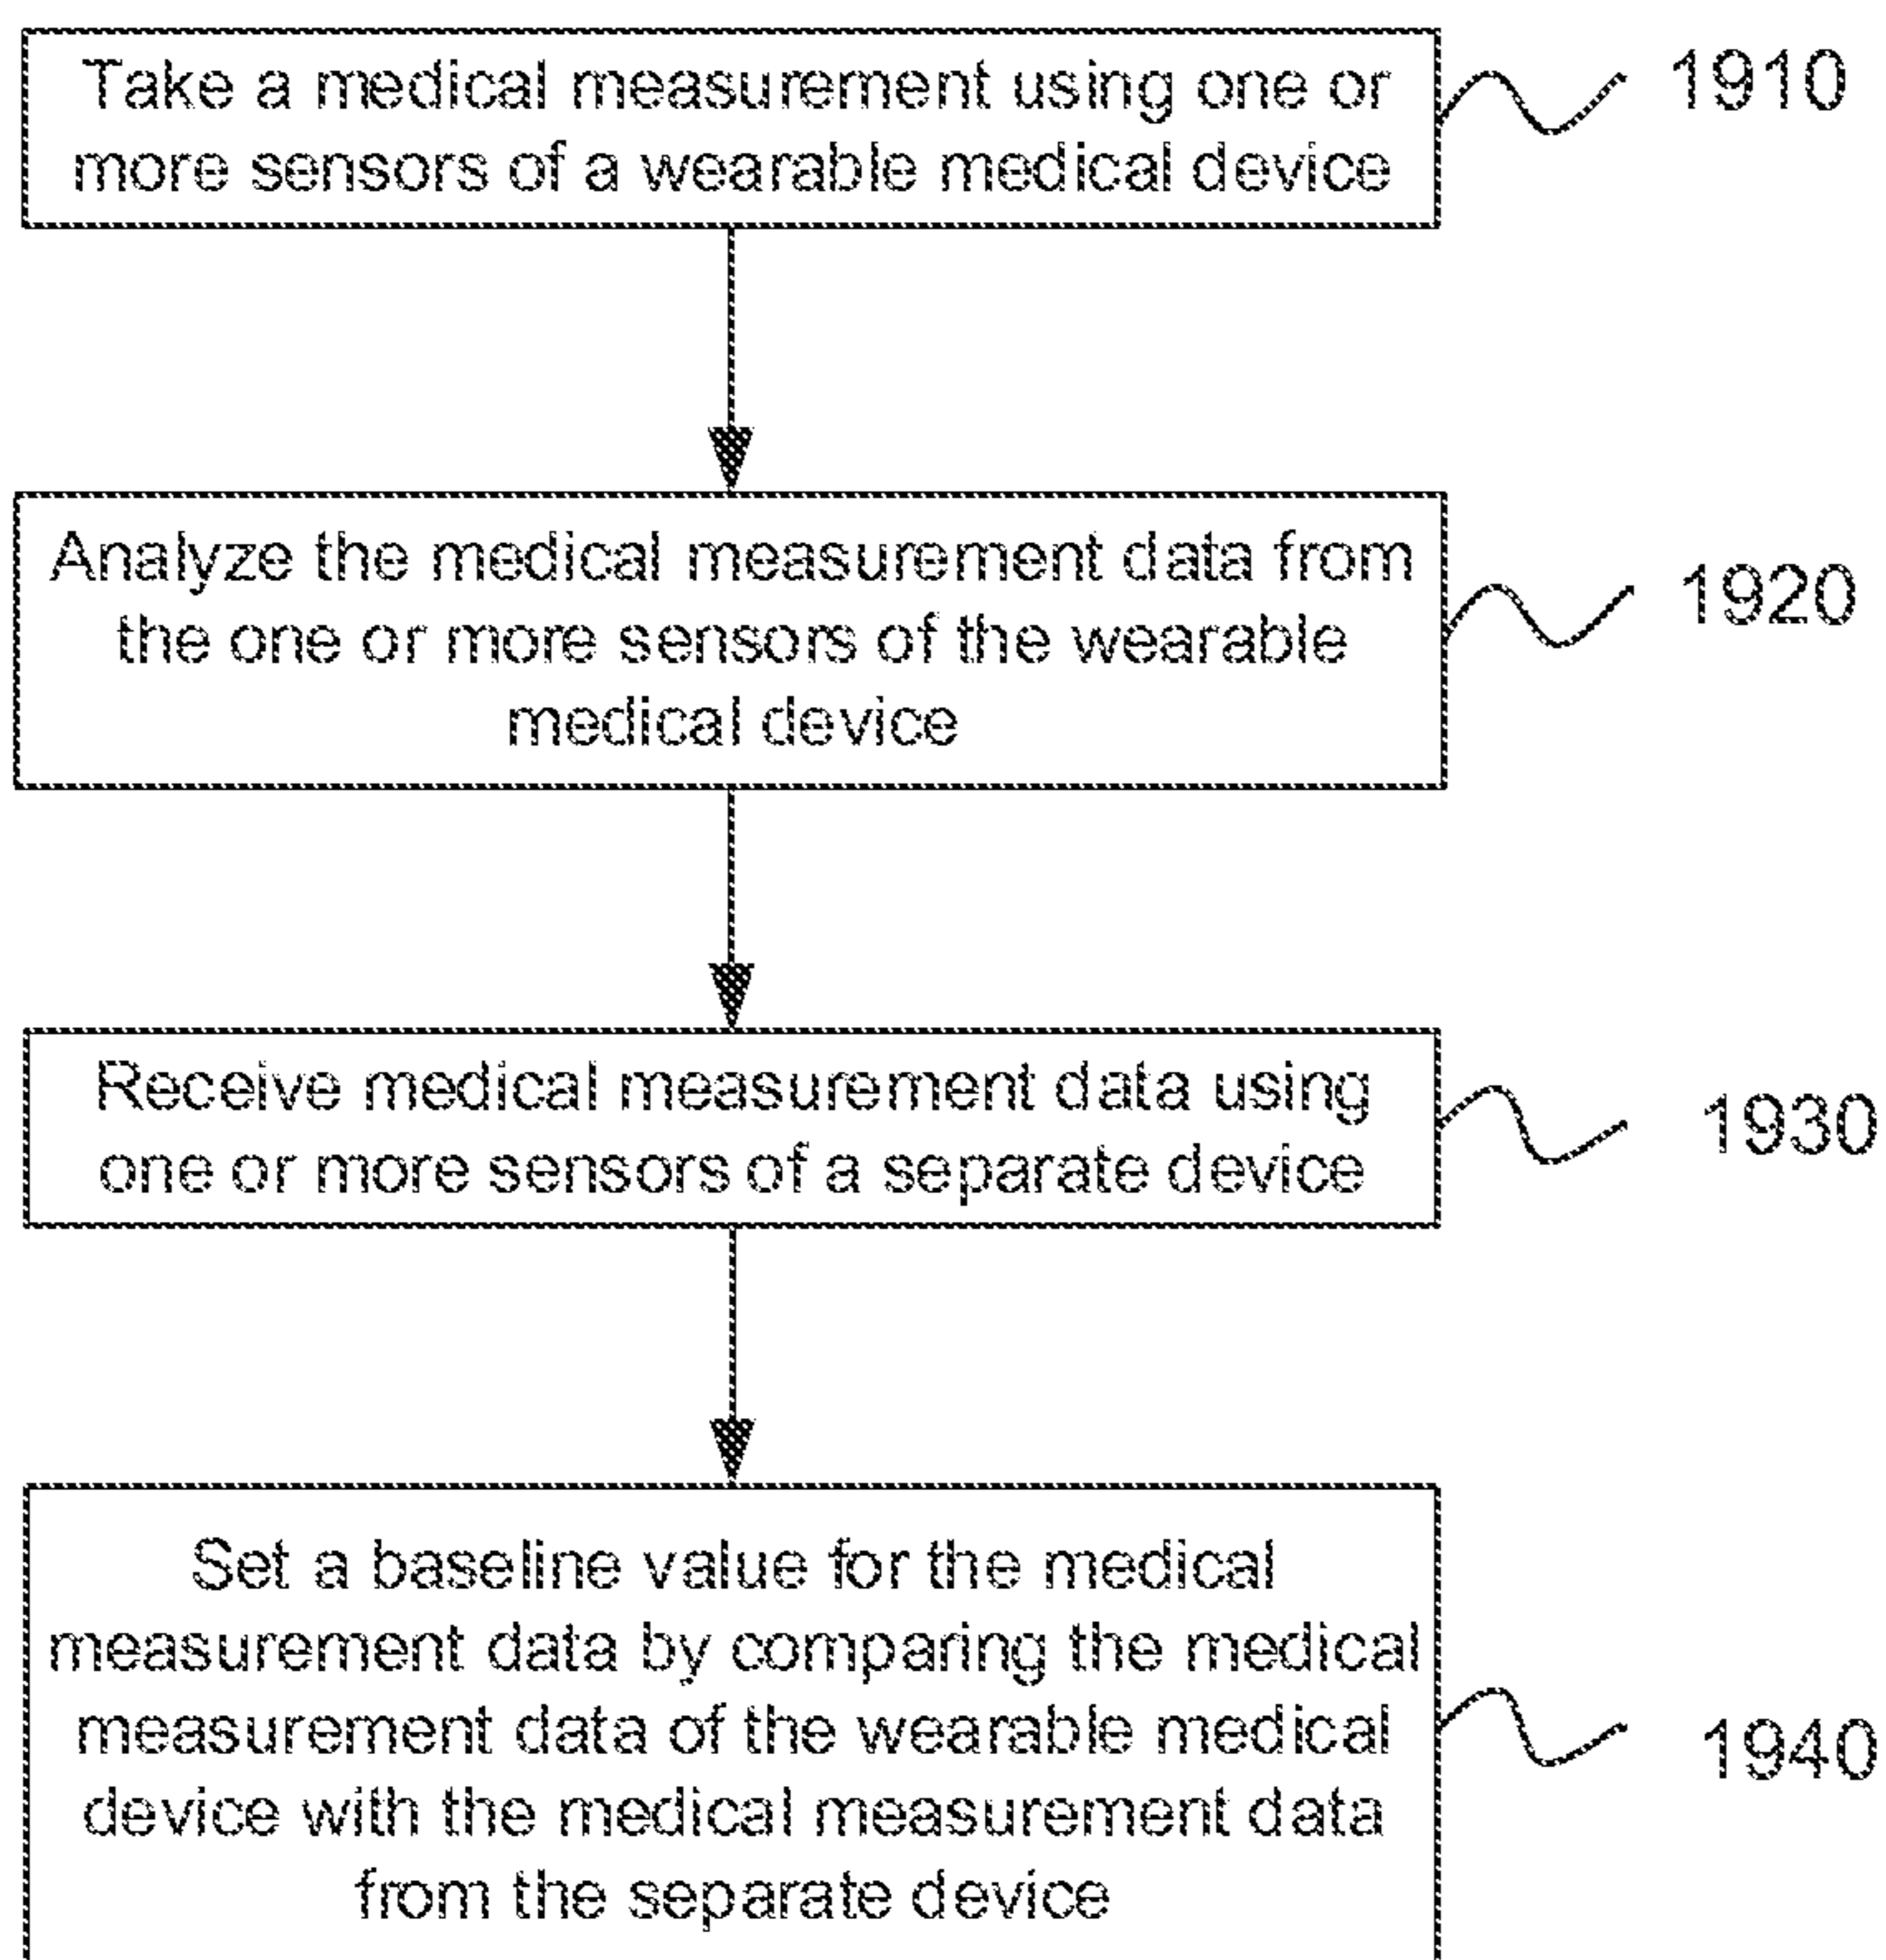 Take a medical measurement using one or
more sensors of a wearable medical device
1910
Analyze the medical measurement data from
the one or more sensors of the wearable
medical device
1920
Receive medical measurement data using
one or more sensors of a separate device
1930
Set a baseline value for the medical
measurement data by comparing the medical
measurement data of the wearable medical
device with the medical measurement data
from the separate device
1940